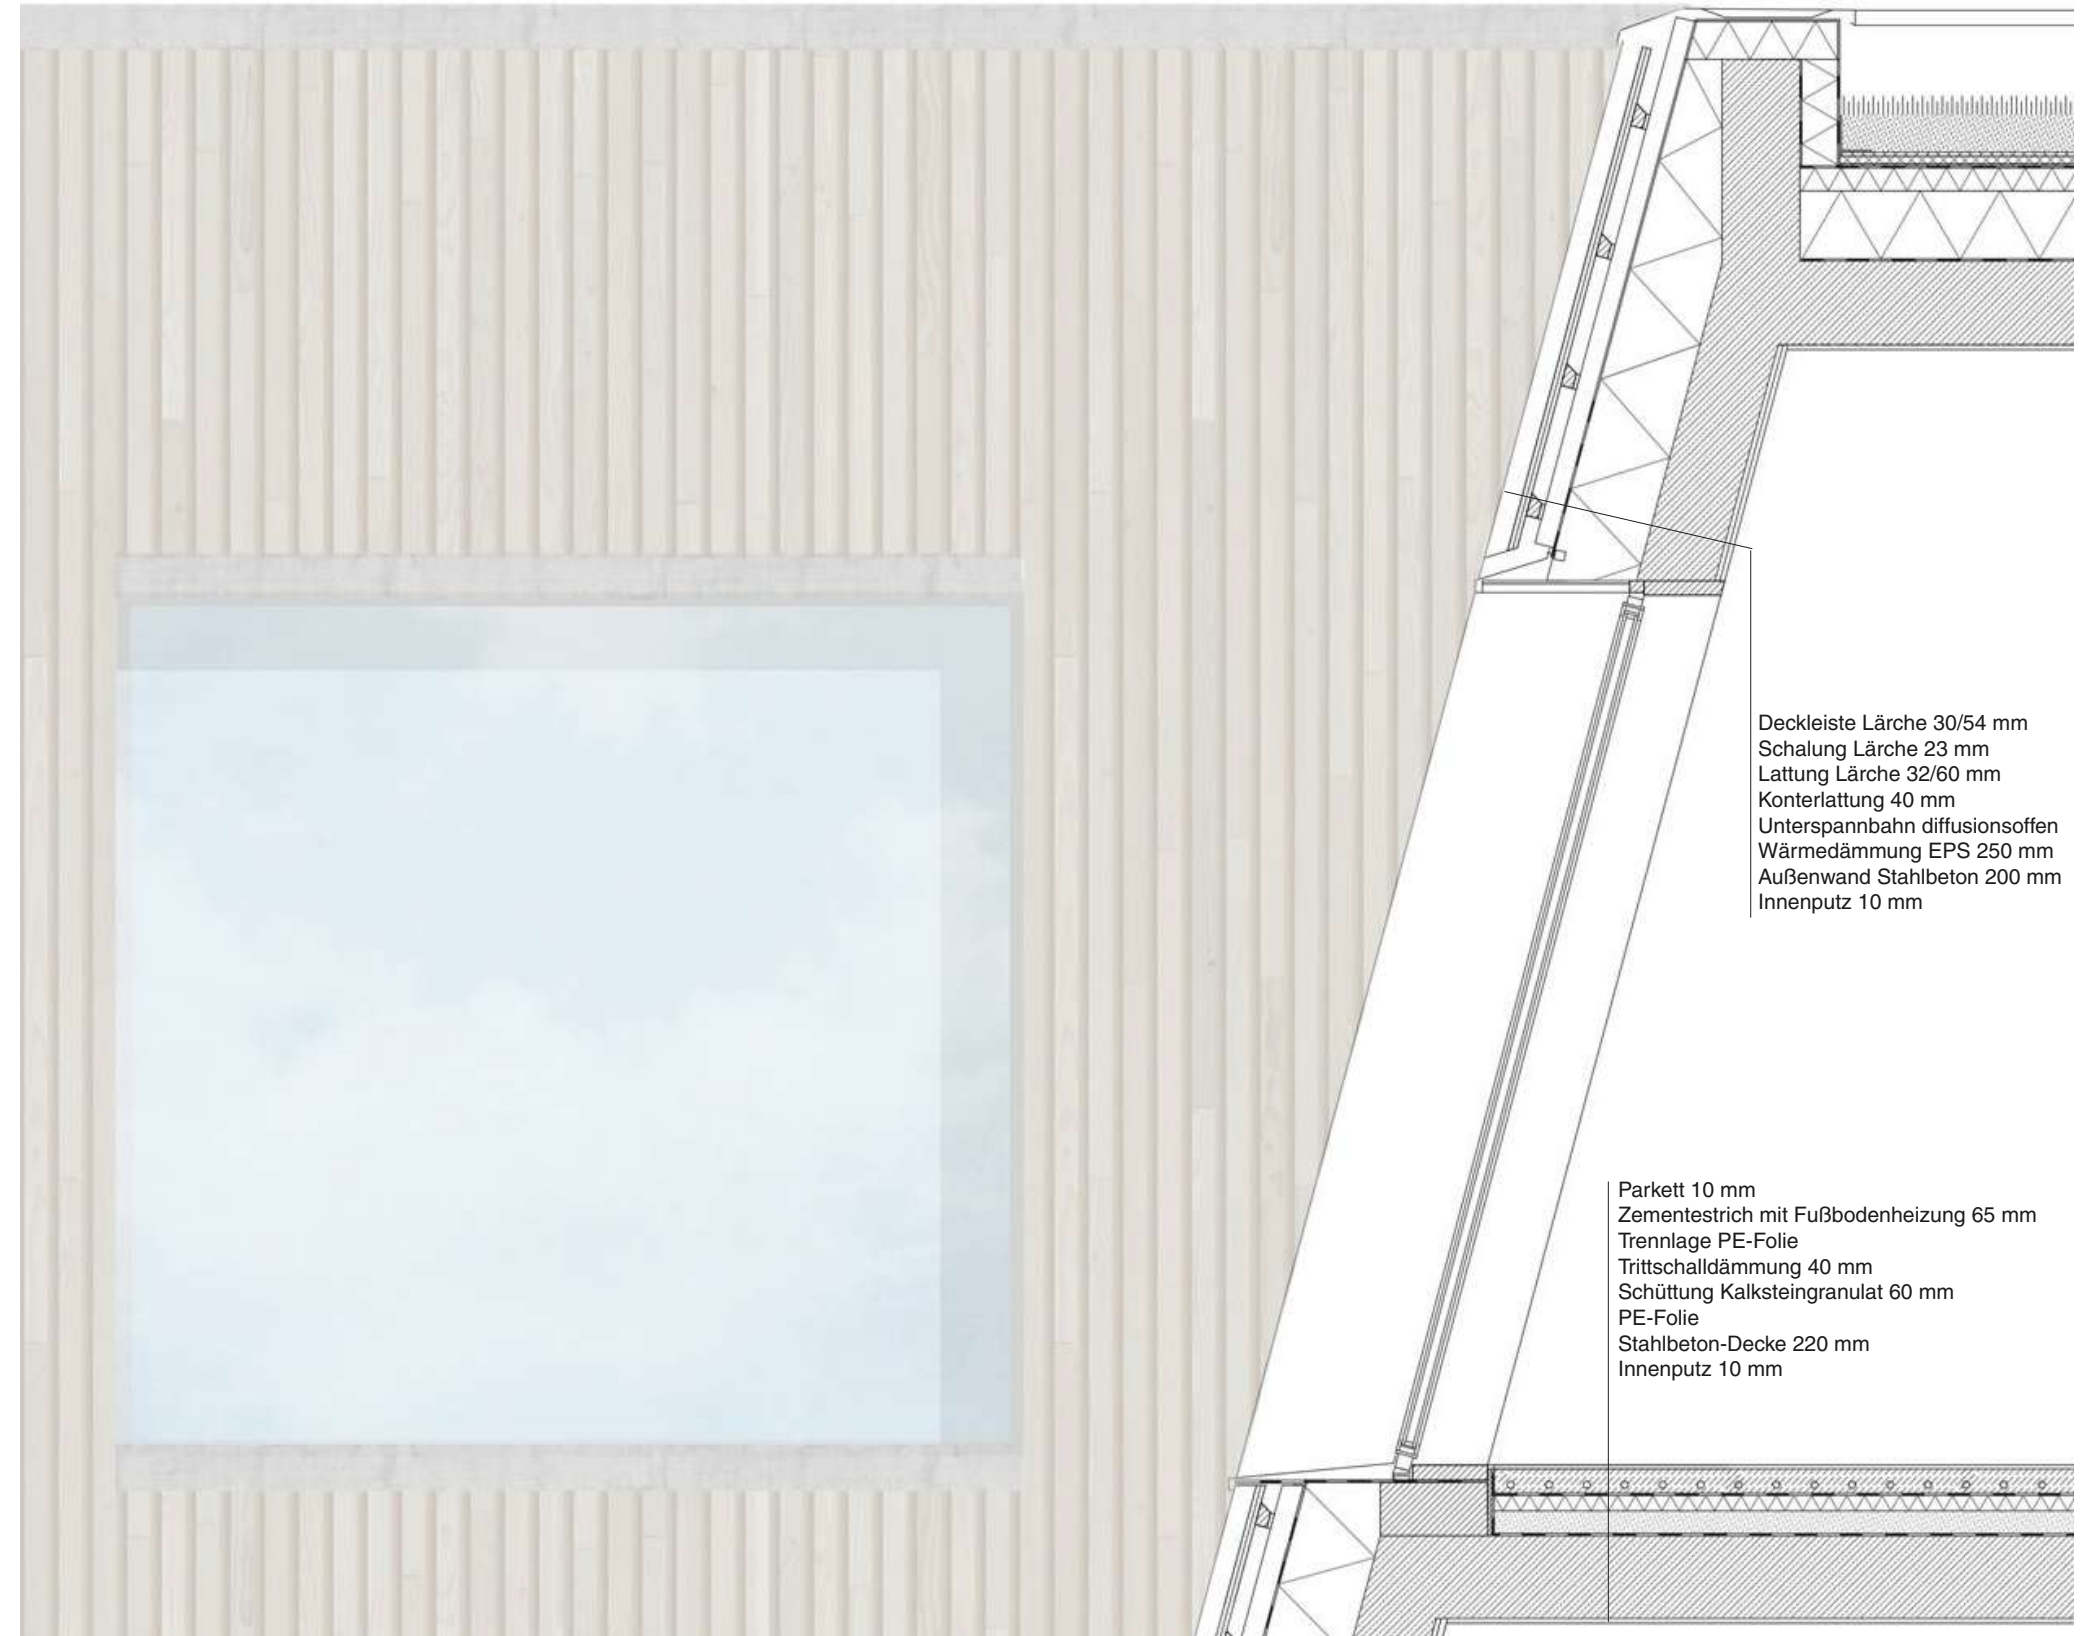 Deckleiste Lärche 30/54 mm
Schalung Lärche 23 mm
Lattung Lärche 32/60 mm
Konterlattung 40 mm
Unterspannbahn diffusionsoffen
Wärmedämmung EPS 250 mm
Außenwand Stahlbeton 200 mm
Innenputz 10 mm
Parkett 10 mm
Zementestrich mit Fußbodenheizung 65 mm
Trennlage PE-Folie
Trittschalldämmung 40 mm
Schüttung Kalksteingranulat 60 mm
PE-Folie
Stahlbeton-Decke 220 mm
Innenputz 10 mm